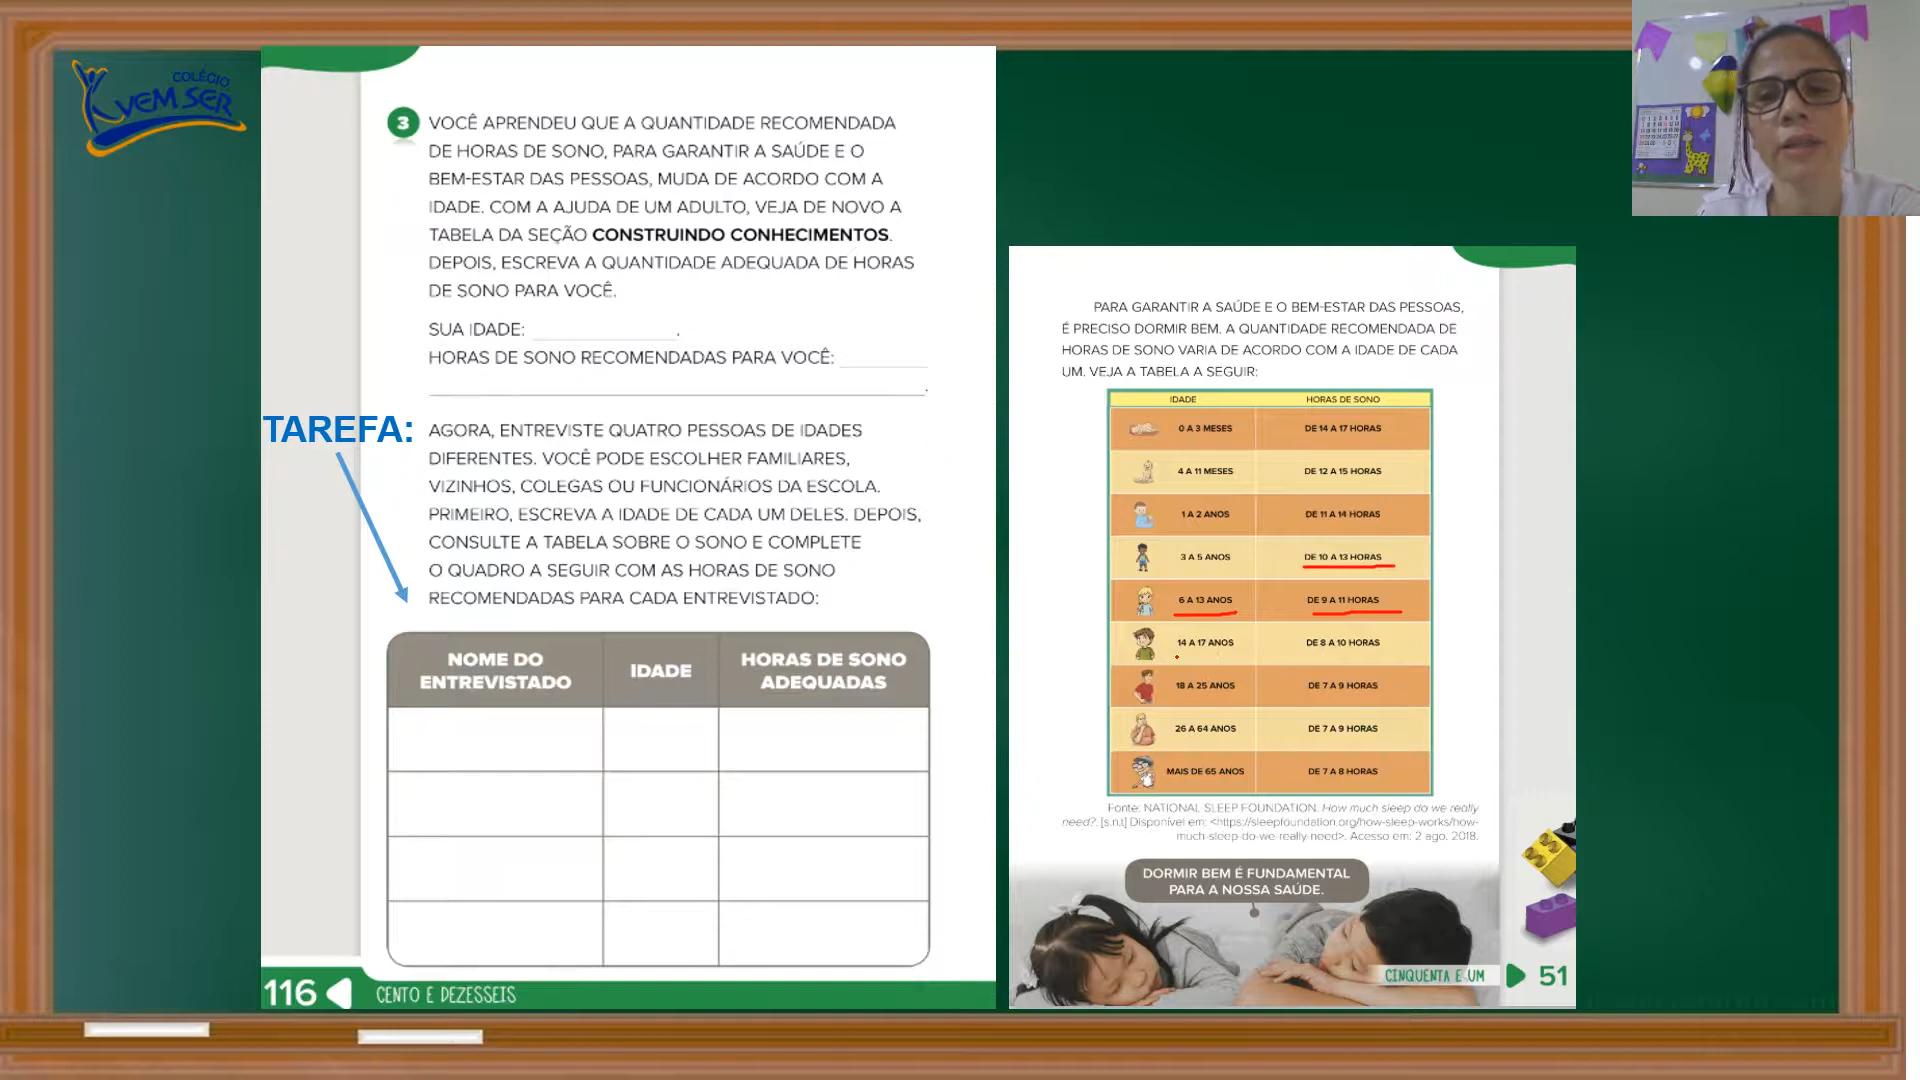 COLÉGIO
VEM SER
3
VOCÊ APRENDEU QUE A QUANTIDADE RECOMENDADA
DE HORAS DE SONO, PARA GARANTIR A SAÚDE E O
BEM-ESTAR DAS PESSOAS, MUDA DE ACORDO COM A
IDADE. COM A AJUDA DE UM ADULTO, VEJA DE NOVO A
TABELA DA SEÇÃO CONSTRUINDO CONHECIMENTOS.
DEPOIS, ESCREVA A QUANTIDADE ADEQUADA DE HORAS
DE SONO PARA VOCÊ.
SUA IDADE: ____________.
HORAS DE SONO RECOMENDADAS PARA VOCÊ: ________
____________________.
TAREFA:
AGORA, ENTREVISTE QUATRO PESSOAS DE IDADES
DIFERENTES. VOCÊ PODE ESCOLHER FAMILIARES,
VIZINHOS, COLEGAS OU FUNCIONÁRIOS DA ESCOLA.
PRIMEIRO, ESCREVA A IDADE DE CADA UM DELES. DEPOIS,
CONSULTE A TABELA SOBRE O SONO E COMPLETE
O QUADRO A SEGUIR COM AS HORAS DE SONO
RECOMENDADAS PARA CADA ENTREVISTADO:
NOME DO
ENTREVISTADO
IDADE
HORAS DE SONO
ADEQUADAS
116
CENTO E DEZESSEIS
PARA GARANTIR A SAÚDE E O BEM-ESTAR DAS PESSOAS,
É PRECISO DORMIR BEM. A QUANTIDADE RECOMENDADA DE
HORAS DE SONO VARIA DE ACORDO COM A IDADE DE CADA
UM. VEJA A TABELA A SEGUIR:
IDADE HORAS DE SONO
0 A 3 MESES DE 14 A 17 HORAS
4 A 11 MESES DE 12 A 15 HORAS
1 A 2 ANOS DE 11 A 14 HORAS
3 A 5 ANOS DE 10 A 13 HORAS
6 A 13 ANOS DE 9 A 11 HORAS
14 A 17 ANOS DE 8 A 10 HORAS
18 A 25 ANOS DE 7 A 9 HORAS
26 A 64 ANOS DE 7 A 9 HORAS
MAIS DE 65 ANOS DE 7 A 8 HORAS
Fonte: NATIONAL SLEEP FOUNDATION. How much sleep do we really
need?. [s.n.t] Disponível em: <https://sleepfoundation.org/how-sleep-works/how-
much-sleep-do-we-really-need>. Acesso em: 2 ago. 2018.
DORMIR BEM É FUNDAMENTAL
PARA A NOSSA SAÚDE.
CINQUENTA E UM
51